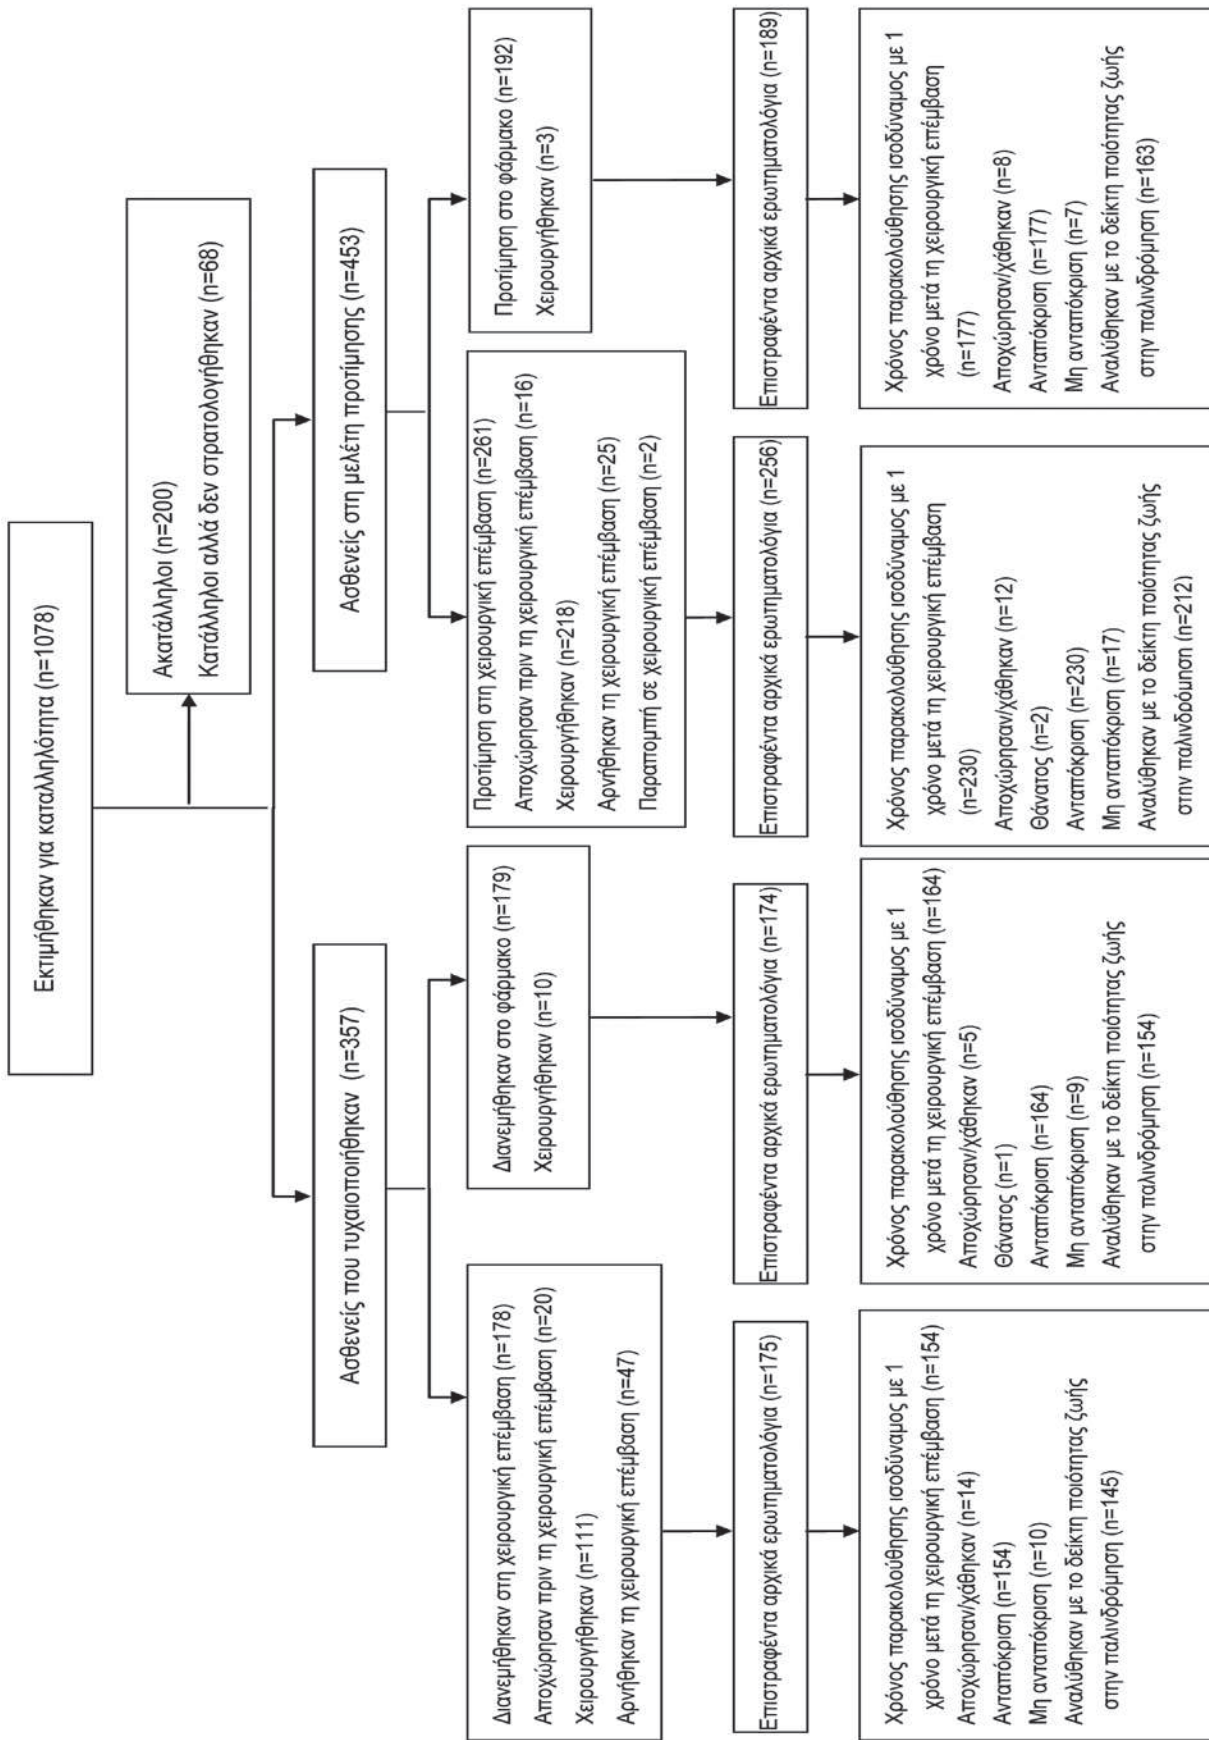 Εκτιμήθηκαν για καταλληλότητα (n=1078)
Ακατάλληλοι (n=200)
Κατάλληλοι αλλά δεν στρατολογήθηκαν (n=68)
Ασθενείς που τυχαιοποιήθηκαν (n=357)
Ασθενείς στη μελέτη προτίμησης (n=453)
Διανεμήθηκαν στη χειρουργική επέμβαση (n=178)
Αποχώρησαν πριν τη χειρουργική επέμβαση (n=20)
Χειρουργήθηκαν (n=111)
Αρνήθηκαν τη χειρουργική επέμβαση (n=47)
Διανεμήθηκαν στο φάρμακο (n=179)
Χειρουργήθηκαν (n=10)
Προτίμηση στη χειρουργική επέμβαση (n=261)
Αποχώρησαν πριν τη χειρουργική επέμβαση (n=16)
Χειρουργήθηκαν (n=218)
Αρνήθηκαν τη χειρουργική επέμβαση (n=25)
Παραπομπή σε χειρουργική επέμβαση (n=2)
Προτίμηση στο φάρμακο (n=192)
Χειρουργήθηκαν (n=3)
Επιστραφέντα αρχικά ερωτηματολόγια (n=175)
Επιστραφέντα αρχικά ερωτηματολόγια (n=174)
Επιστραφέντα αρχικά ερωτηματολόγια (n=256)
Επιστραφέντα αρχικά ερωτηματολόγια (n=189)
Χρόνος παρακολούθησης ισοδύναμος με 1
χρόνο μετά τη χειρουργική επέμβαση (n=154)
Αποχώρησαν/χάθηκαν (n=14)
Ανταπόκριση (n=154)
Μη ανταπόκριση (n=10)
Αναλύθηκαν με το δείκτη ποιότητας ζωής
στην παλινδρόμηση (n=145)
Χρόνος παρακολούθησης ισοδύναμος με 1
χρόνο μετά τη χειρουργική επέμβαση (n=164)
Αποχώρησαν/χάθηκαν (n=5)
Θάνατος (n=1)
Ανταπόκριση (n=164)
Μη ανταπόκριση (n=9)
Αναλύθηκαν με το δείκτη ποιότητας ζωής
στην παλινδρόμηση (n=154)
Χρόνος παρακολούθησης ισοδύναμος με 1
χρόνο μετά τη χειρουργική επέμβαση
(n=230)
Αποχώρησαν/χάθηκαν (n=12)
Θάνατος (n=2)
Ανταπόκριση (n=230)
Μη ανταπόκριση (n=17)
Αναλύθηκαν με το δείκτη ποιότητας ζωής
στην παλινδρόμηση (n=212)
Χρόνος παρακολούθησης ισοδύναμος με 1
χρόνο μετά τη χειρουργική επέμβαση
(n=177)
Αποχώρησαν/χάθηκαν (n=8)
Ανταπόκριση (n=177)
Μη ανταπόκριση (n=7)
Αναλύθηκαν με το δείκτη ποιότητας ζωής
στην παλινδρόμηση (n=163)